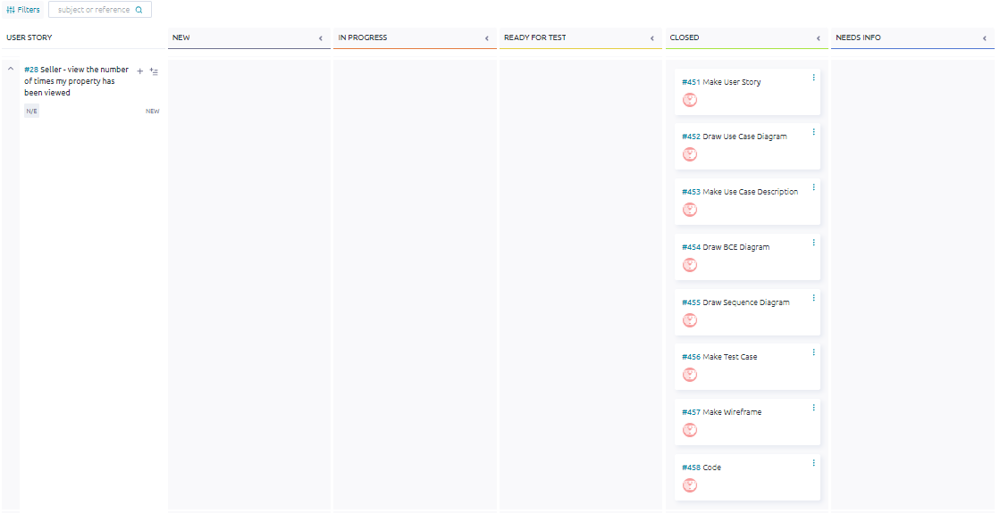 Filters
subject or reference
USER STORY
NEW
IN PROGRESS
READY FOR TEST
CLOSED
NEEDS INFO
#28 Seller - view the number
of times my property has
been viewed
N/E
NEW
#451 Make User Story
#452 Draw Use Case Diagram
#453 Make Use Case Description
#454 Draw BCE Diagram
#455 Draw Sequence Diagram
#456 Make Test Case
#457 Make Wireframe
#458 Code